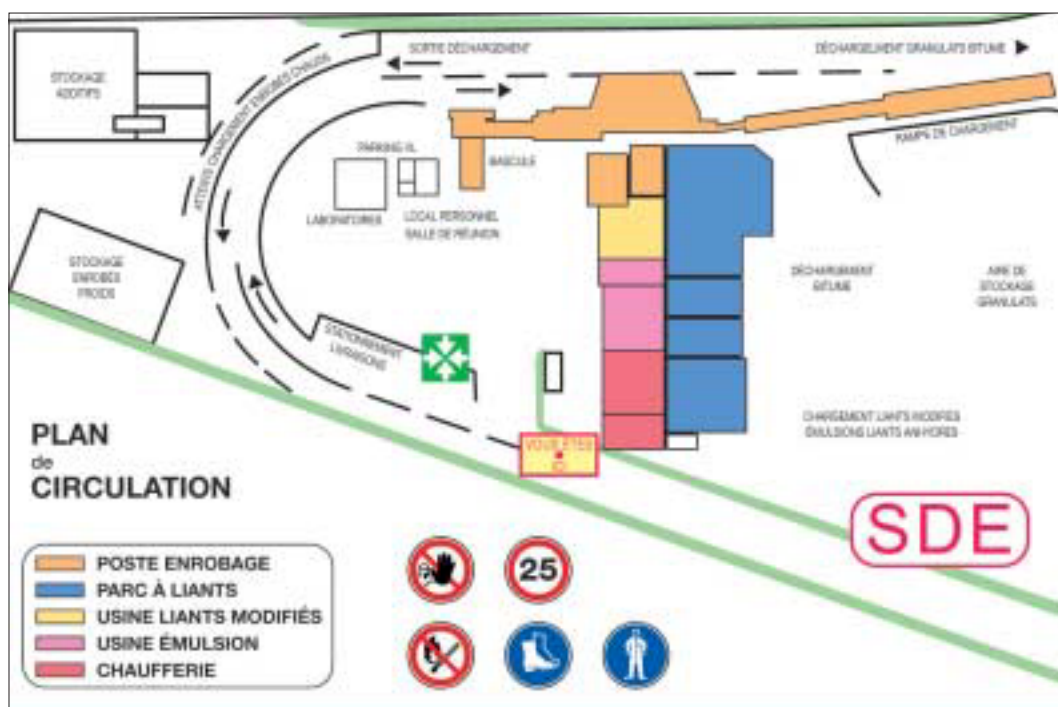 STOCKAGE
ADDITIFS
SORTIE DÉCHARGEMENT
DÉCHARGEMENT GRANULATS BITUME
ATTENTE CHARGEMENT ENROBÉS CHAUDS
RAMPE DE CHARGEMENT
PARKING VL
BASCULE
LABORATOIRES
LOCAL PERSONNEL
SALLE DE RÉUNION
STOCKAGE
ENROBÉS
FROIDS
DÉCHARGEMENT
BITUME
AIRE DE
STOCKAGE
GRANULATS
STATIONNEMENT
LIVRAISONS
CHARGEMENT LIANTS MODIFIÉS
ÉMULSIONS LIANTS ANHYDRES
VOUS ÊTES
ICI
PLAN
de
CIRCULATION
SDE
POSTE ENROBAGE
PARC À LIANTS
USINE LIANTS MODIFIÉS
USINE ÉMULSION
CHAUFFERIE
25